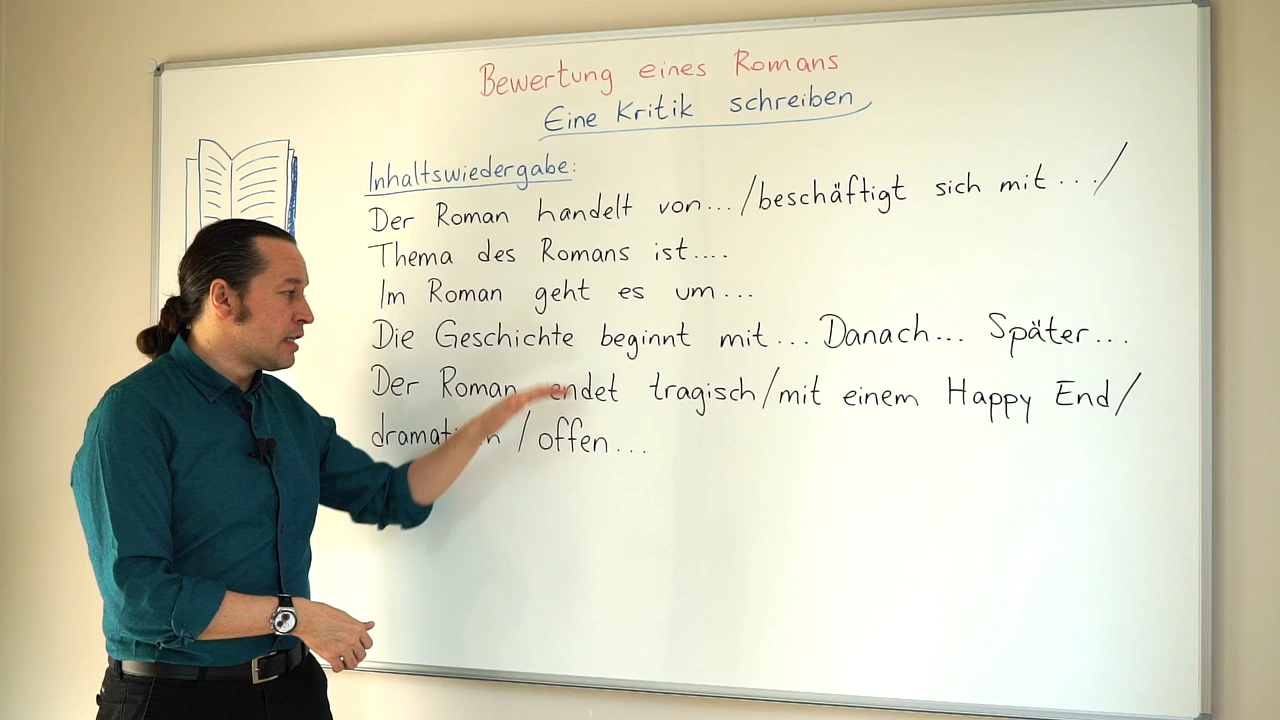 Bewertung eines Romans
Eine Kritik schreiben
Inhaltswiedergabe:
Der Roman handelt von.../beschäftigt sich mit .../
Thema des Romans ist....
Im Roman geht es um...
Die Geschichte beginnt mit... Danach... Später...
Der Roman endet tragisch/mit einem Happy End/
/offen...